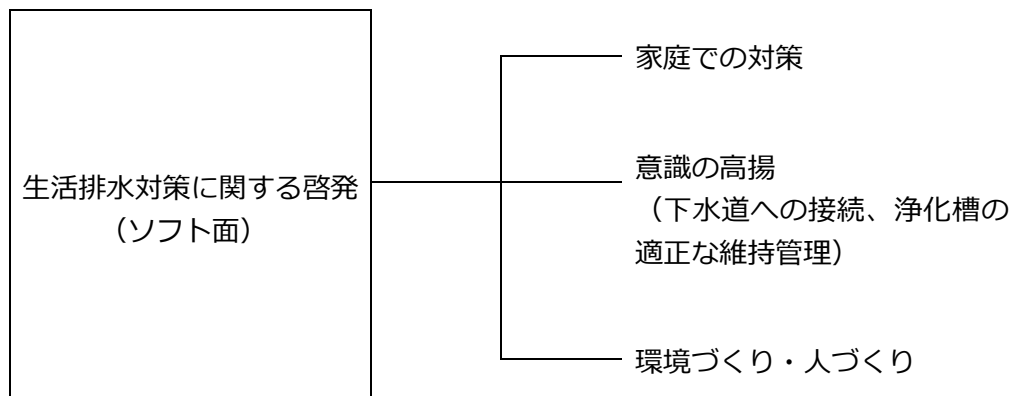 生活排水対策に関する啓発
（ソフト面）
家庭での対策
意識の高揚
（下水道への接続、浄化槽の
適正な維持管理）
環境づくり・人づくり